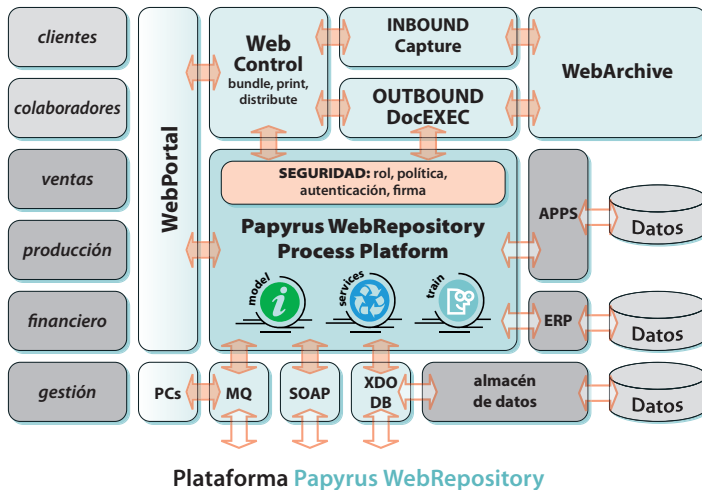 clientes
colaboradores
ventas
producción
financiero
gestión
WebPortal
PCs
Web
Control
bundle, print,
distribute
INBOUND
Capture
OUTBOUND
DocEXEC
WebArchive
SEGURIDAD: rol, política,
autenticación, firma
Papyrus WebRepository
Process Platform
model
services
train
APPS
Datos
ERP
Datos
MQ
SOAP
XDO
DB
almacén
de datos
Datos
Plataforma Papyrus WebRepository